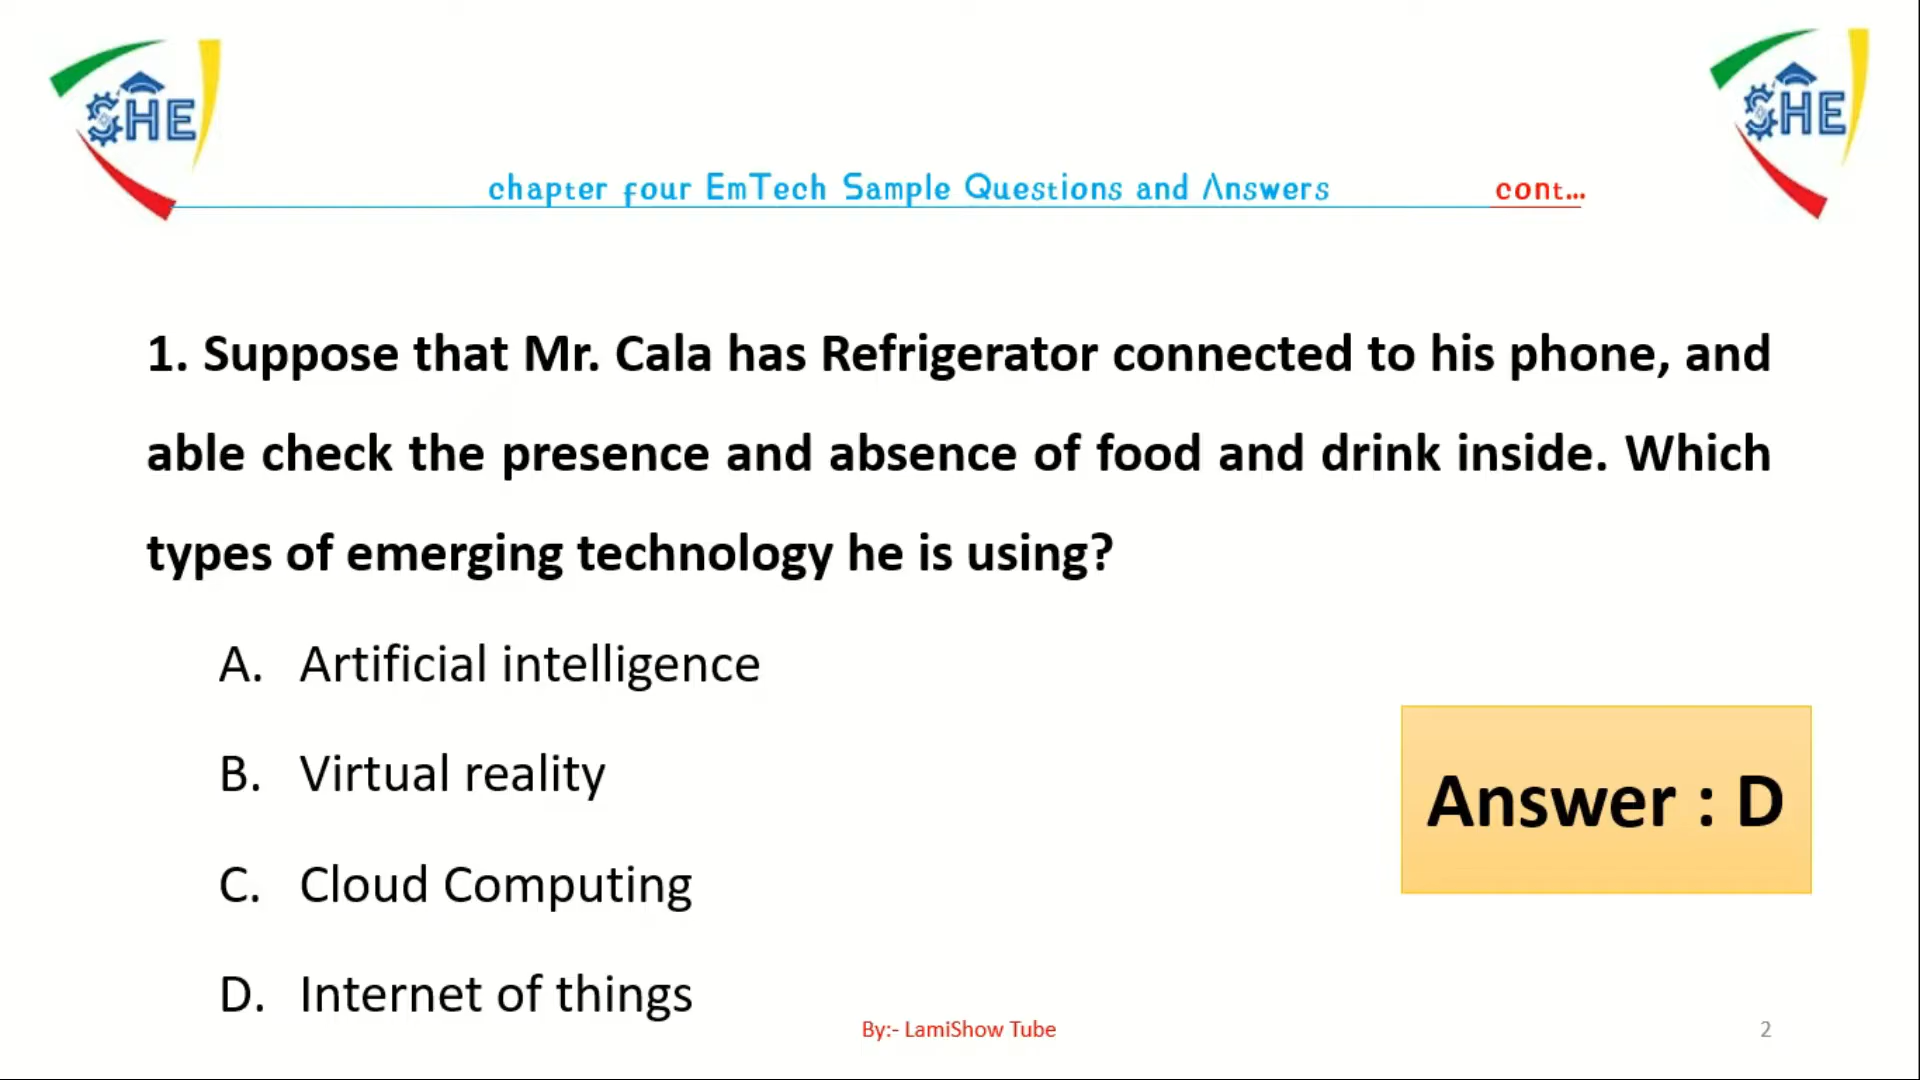 SHE
SHE
chapter four EmTech Sample Questions and Answers cont...
1. Suppose that Mr. Cala has Refrigerator connected to his phone, and
able check the presence and absence of food and drink inside. Which
types of emerging technology he is using?
A. Artificial intelligence
B. Virtual reality
C. Cloud Computing
D. Internet of things
Answer : D
By:- LamiShow Tube
2